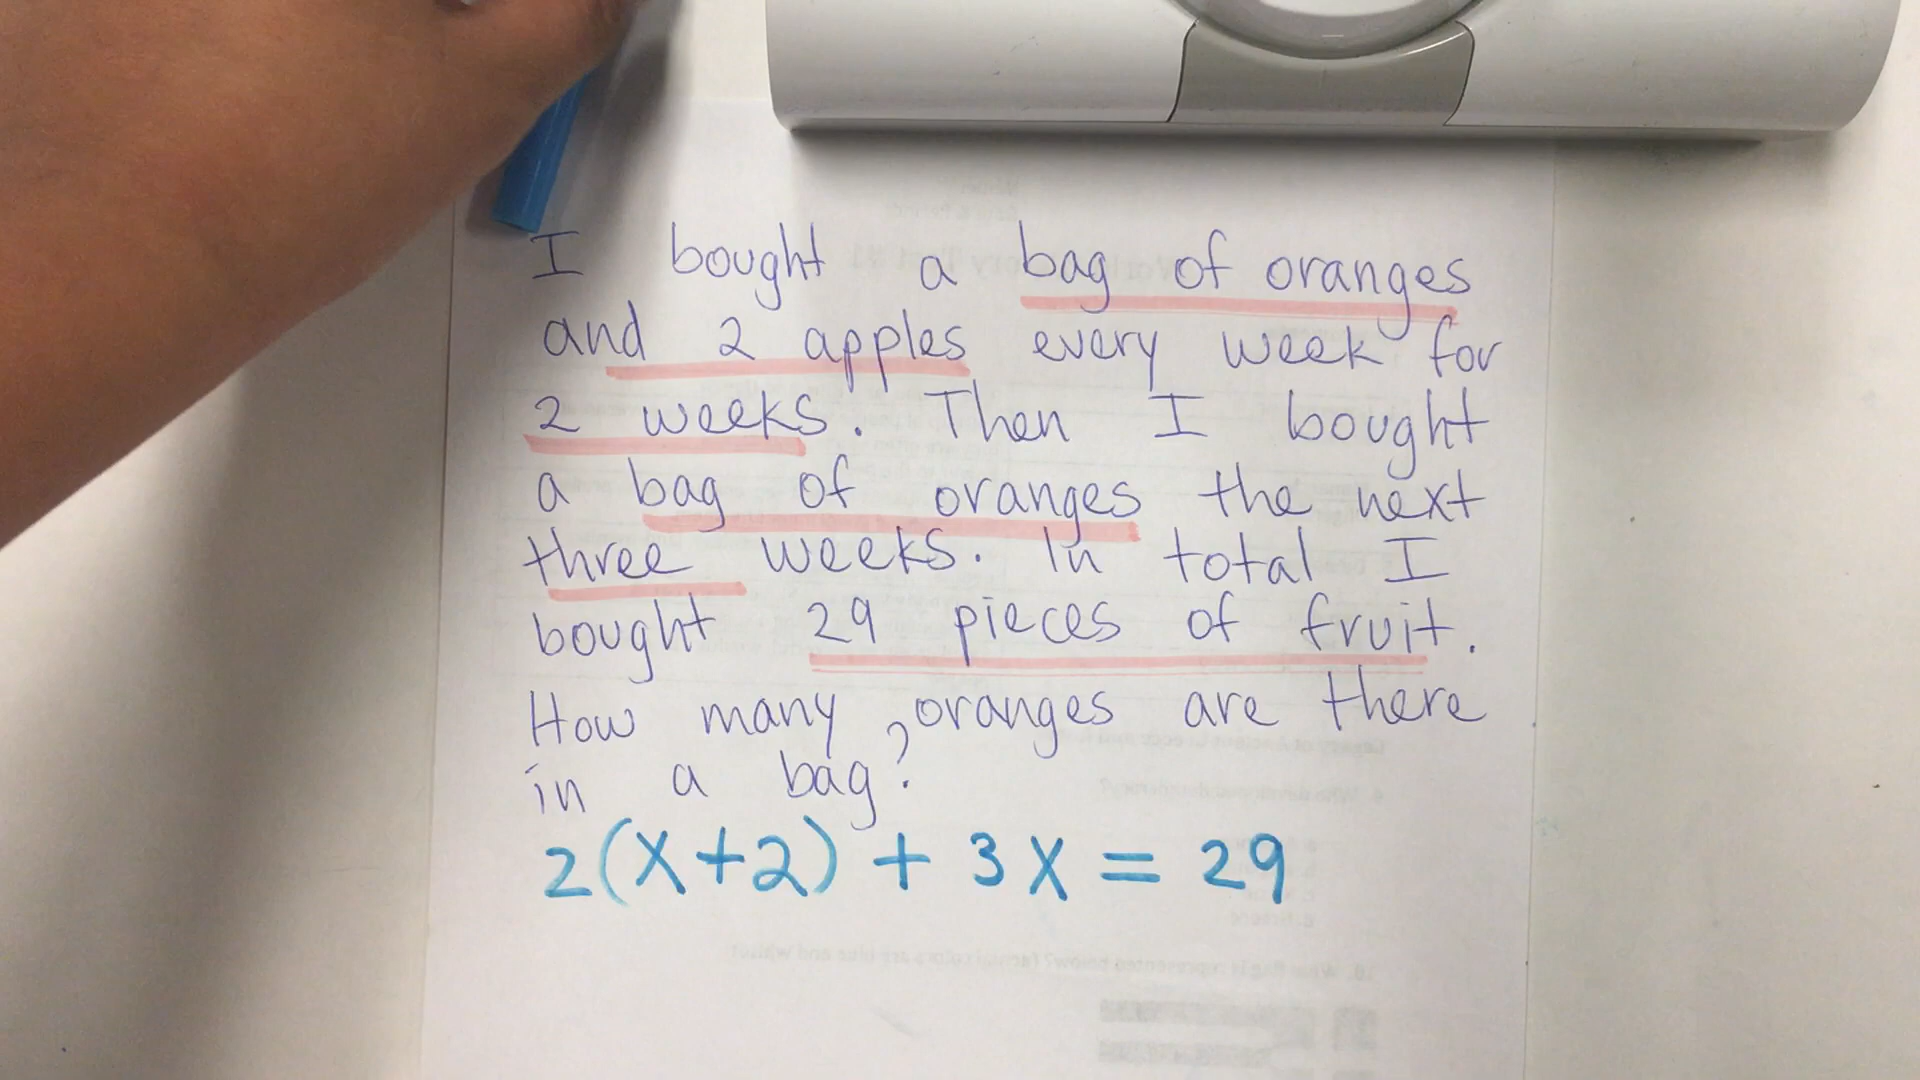 I bought a bag of oranges
and 2 apples every week for
2 weeks. Then I bought
a bag of oranges the next
three weeks. In total I
bought 29 pieces of fruit.
How many oranges are there
in a bag?
2(x+2) + 3x = 29